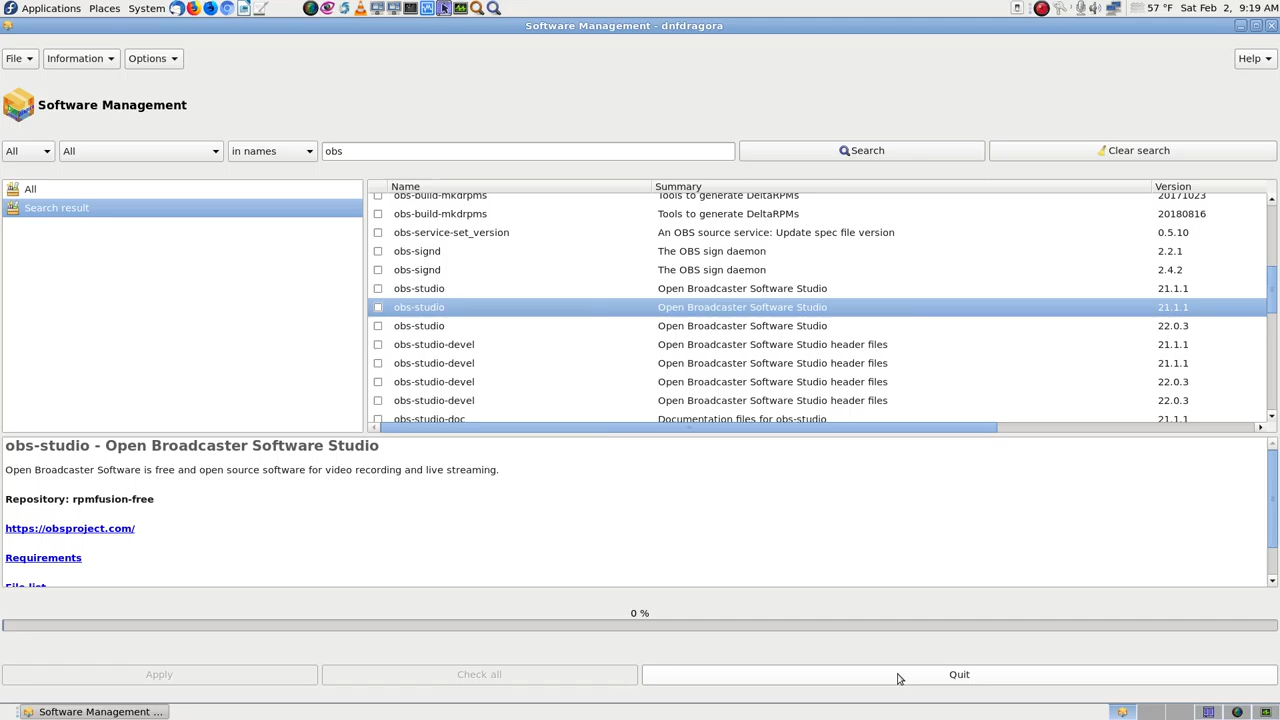 Applications Places System 57 °F Sat Feb 2, 9:19 AM
Software Management - dnfdragora
File Information Options Help
Software Management
All All in names obs Search Clear search
All
Search result
Name Summary Version
obs-build-mkdrpms Tools to generate DeltaRPMs 20171023
obs-build-mkdrpms Tools to generate DeltaRPMs 20180816
obs-service-set_version An OBS source service: Update spec file version 0.5.10
obs-signd The OBS sign daemon 2.2.1
obs-signd The OBS sign daemon 2.4.2
obs-studio Open Broadcaster Software Studio 21.1.1
obs-studio Open Broadcaster Software Studio 21.1.1
obs-studio Open Broadcaster Software Studio 22.0.3
obs-studio-devel Open Broadcaster Software Studio header files 21.1.1
obs-studio-devel Open Broadcaster Software Studio header files 21.1.1
obs-studio-devel Open Broadcaster Software Studio header files 22.0.3
obs-studio-devel Open Broadcaster Software Studio header files 22.0.3
obs-studio-doc Documentation files for obs-studio 21.1.1
obs-studio - Open Broadcaster Software Studio
Open Broadcaster Software is free and open source software for video recording and live streaming.
Repository: rpmfusion-free
https://obsproject.com/
Requirements
File list
0 %
Apply Check all Quit
Software Management ...